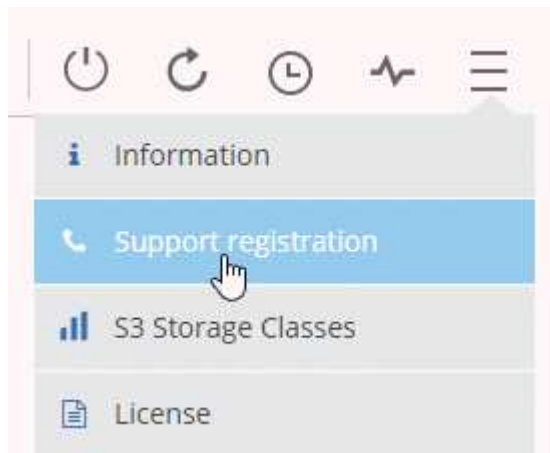 Information
Support registration
S3 Storage Classes
License